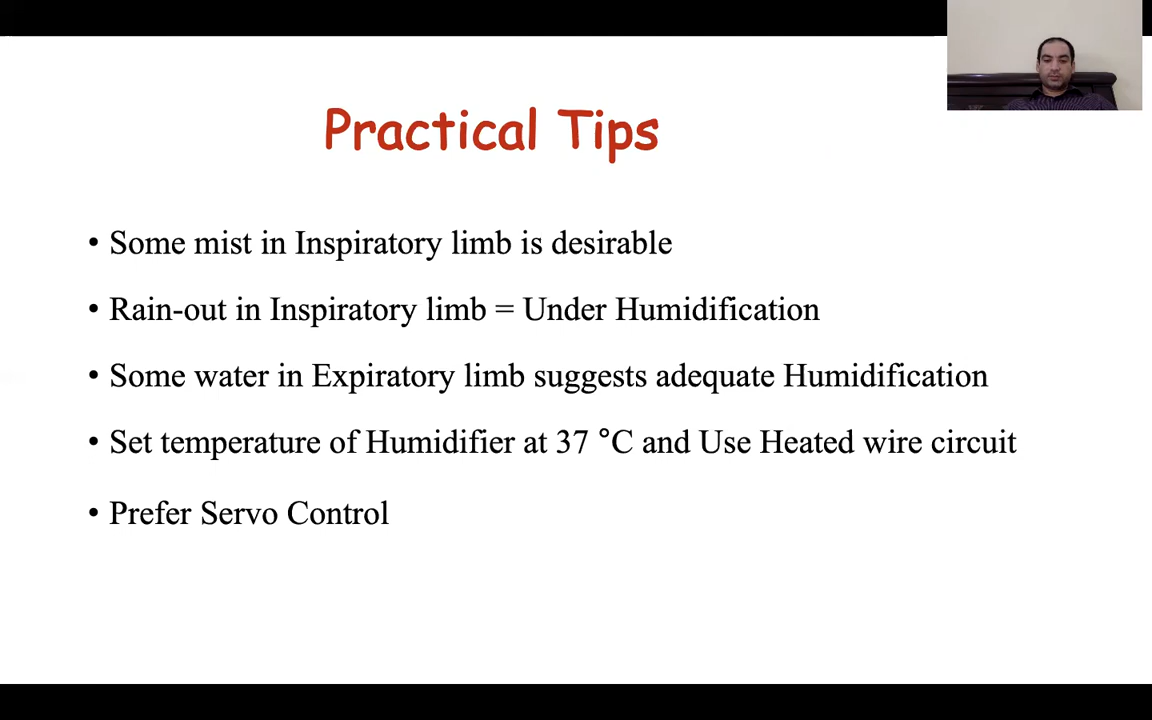 Practical Tips
• Some mist in Inspiratory limb is desirable
• Rain-out in Inspiratory limb = Under Humidification
• Some water in Expiratory limb suggests adequate Humidification
• Set temperature of Humidifier at 37 °C and Use Heated wire circuit
• Prefer Servo Control